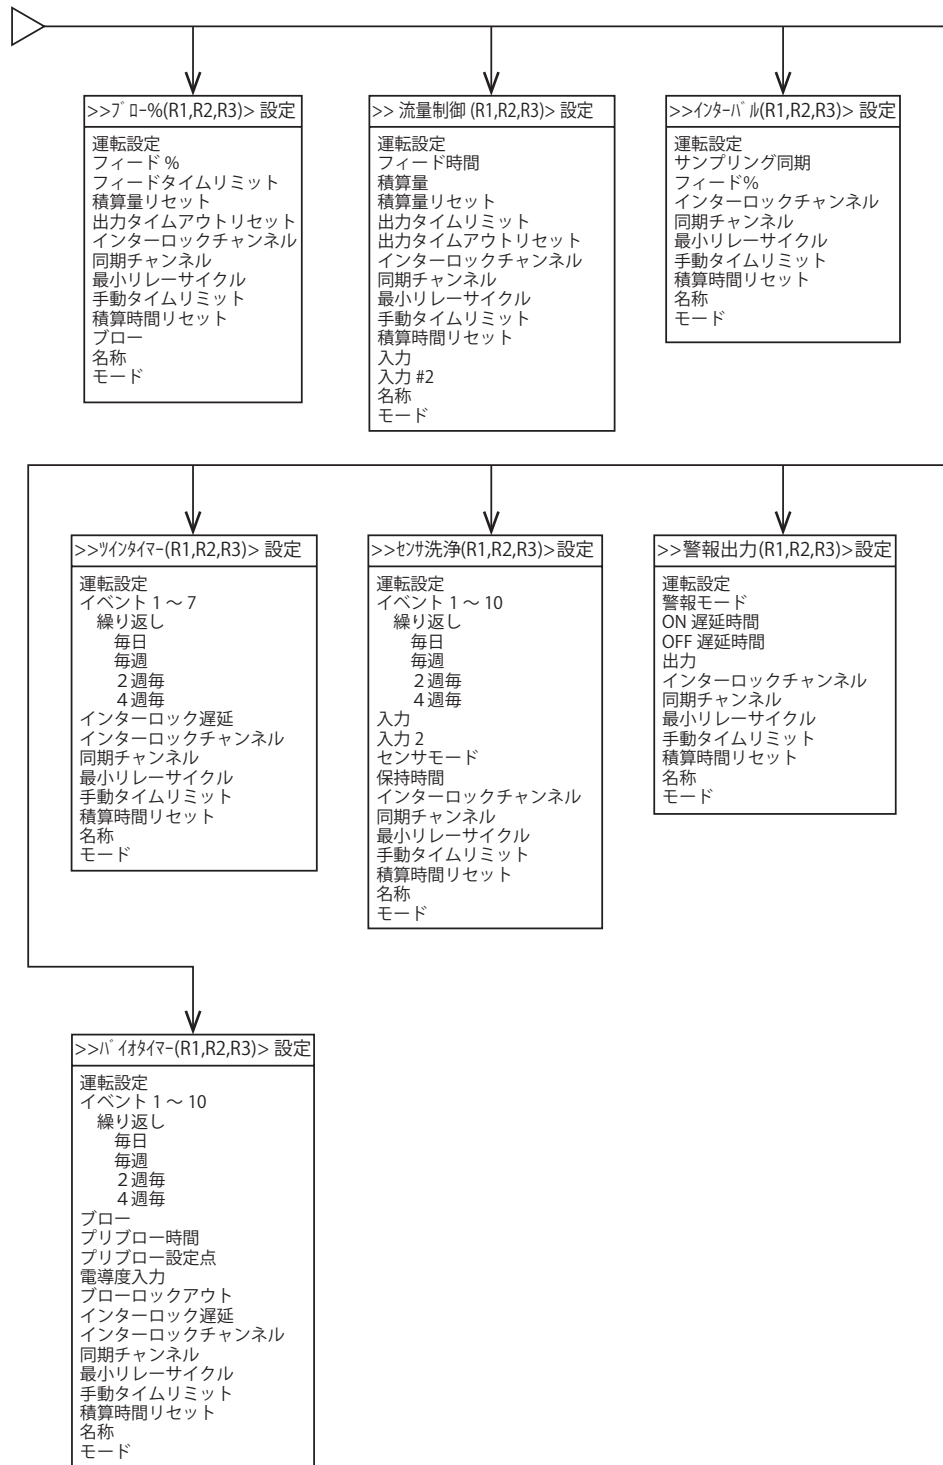 >>ﾌﾞﾛｰ%(R1,R2,R3)> 設定
運転設定
フィード %
フィードタイムリミット
積算量リセット
出力タイムアウトリセット
インターロックチャンネル
同期チャンネル
最小リレーサイクル
手動タイムリミット
積算時間リセット
ブロー
名称
モード
>> 流量制御 (R1,R2,R3)> 設定
運転設定
フィード時間
積算量
積算量リセット
出力タイムリミット
出力タイムアウトリセット
インターロックチャンネル
同期チャンネル
最小リレーサイクル
手動タイムリミット
積算時間リセット
入力
入力 #2
名称
モード
>>ｲﾝﾀｰﾊﾞﾙ(R1,R2,R3)> 設定
運転設定
サンプリング同期
フィード%
インターロックチャンネル
同期チャンネル
最小リレーサイクル
手動タイムリミット
積算時間リセット
名称
モード
>>ﾂｲﾝﾀｲﾏｰ(R1,R2,R3)> 設定
運転設定
イベント 1 ～ 7
繰り返し
毎日
毎週
２週毎
４週毎
インターロック遅延
インターロックチャンネル
同期チャンネル
最小リレーサイクル
手動タイムリミット
積算時間リセット
名称
モード
>>ｾﾝｻ洗浄(R1,R2,R3)>設定
運転設定
イベント 1 ～ 10
繰り返し
毎日
毎週
２週毎
４週毎
入力
入力 2
センサモード
保持時間
インターロックチャンネル
同期チャンネル
最小リレーサイクル
手動タイムリミット
積算時間リセット
名称
モード
>>警報出力(R1,R2,R3)>設定
運転設定
警報モード
ON 遅延時間
OFF 遅延時間
出力
インターロックチャンネル
同期チャンネル
最小リレーサイクル
手動タイムリミット
積算時間リセット
名称
モード
>>ﾊﾞｲｵﾀｲﾏｰ(R1,R2,R3)> 設定
運転設定
イベント 1 ～ 10
繰り返し
毎日
毎週
２週毎
４週毎
ブロー
プリブロー時間
プリブロー設定点
電導度入力
ブローロックアウト
インターロック遅延
インターロックチャンネル
同期チャンネル
最小リレーサイクル
手動タイムリミット
積算時間リセット
名称
モード